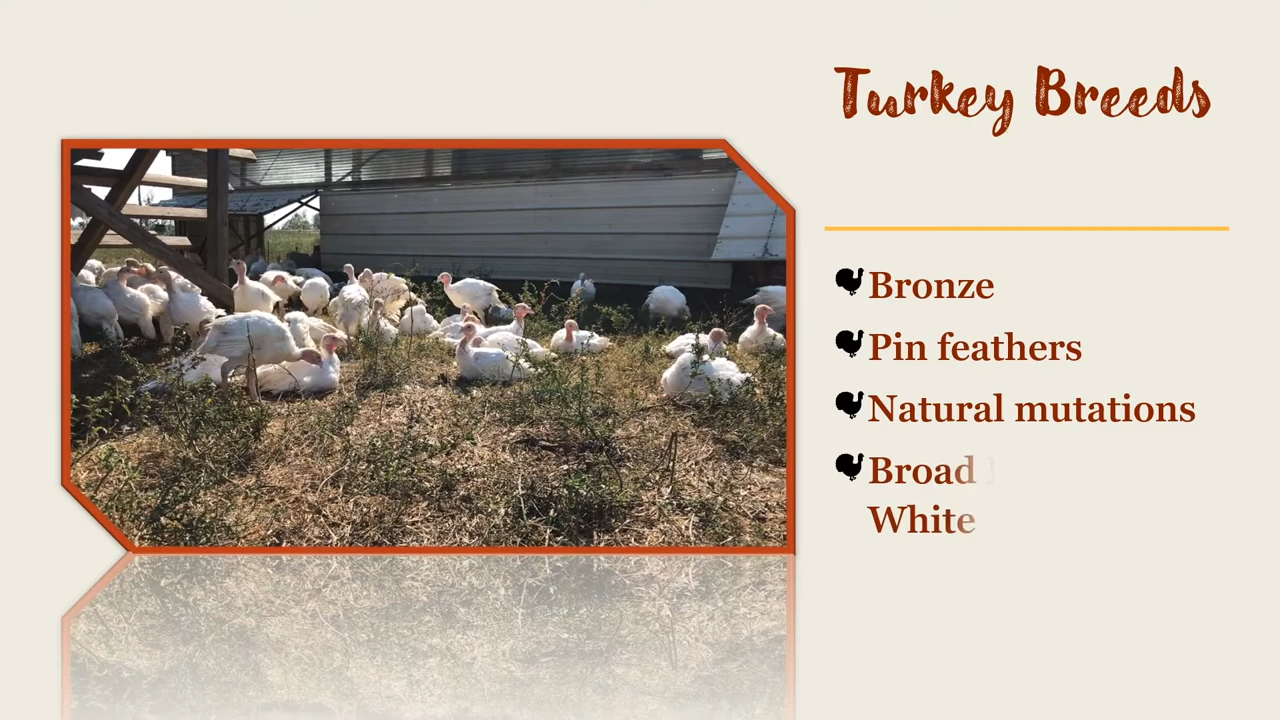 Turkey Breeds
Bronze
Pin feathers
Natural mutations
Broad
White